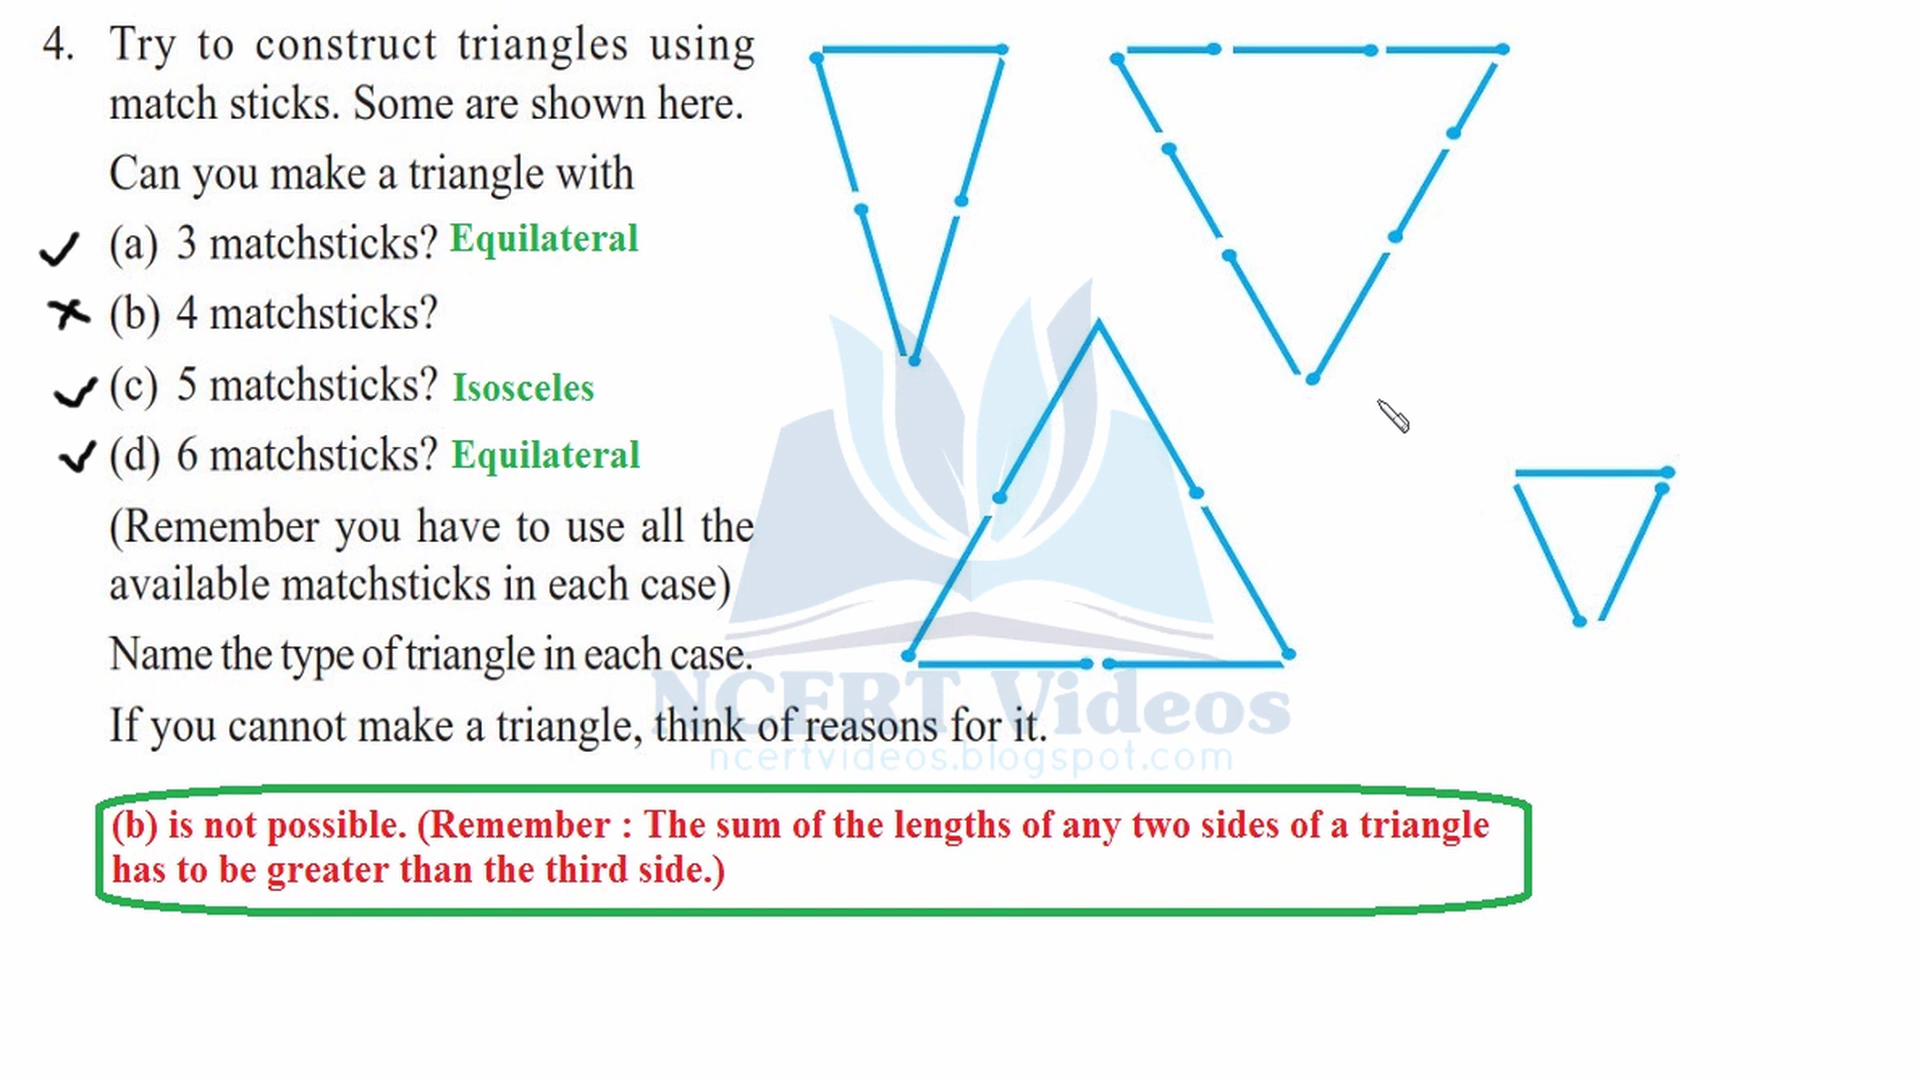 4. Try to construct triangles using
match sticks. Some are shown here.
Can you make a triangle with
(a) 3 matchsticks? Equilateral
(b) 4 matchsticks?
(c) 5 matchsticks? Isosceles
(d) 6 matchsticks? Equilateral
(Remember you have to use all the
available matchsticks in each case)
Name the type of triangle in each case.
If you cannot make a triangle, think of reasons for it.
NCERT Videos
ncertvideos.blogspot.com
(b) is not possible. (Remember : The sum of the lengths of any two sides of a triangle
has to be greater than the third side.)